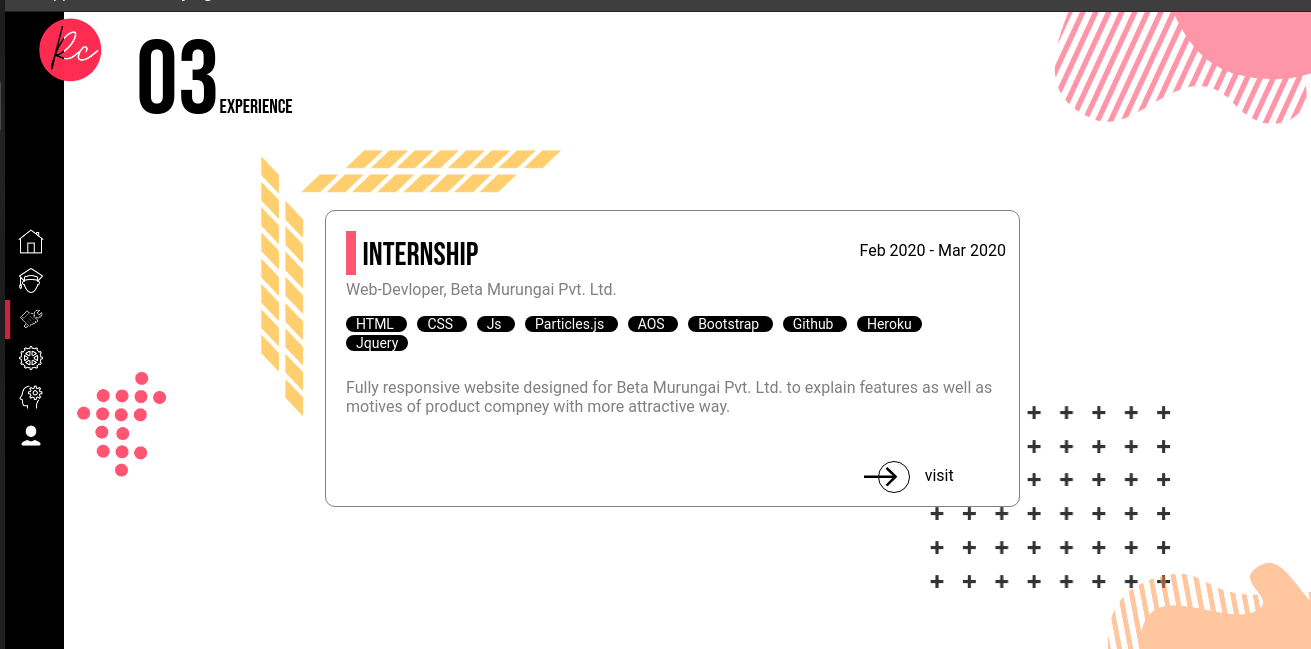 Rc
03 EXPERIENCE
INTERNSHIP
Feb 2020 - Mar 2020
Web-Devloper, Beta Murungai Pvt. Ltd.
HTML CSS Js Particles.js AOS Bootstrap Github Heroku
Jquery
Fully responsive website designed for Beta Murungai Pvt. Ltd. to explain features as well as
motives of product compney with more attractive way.
visit